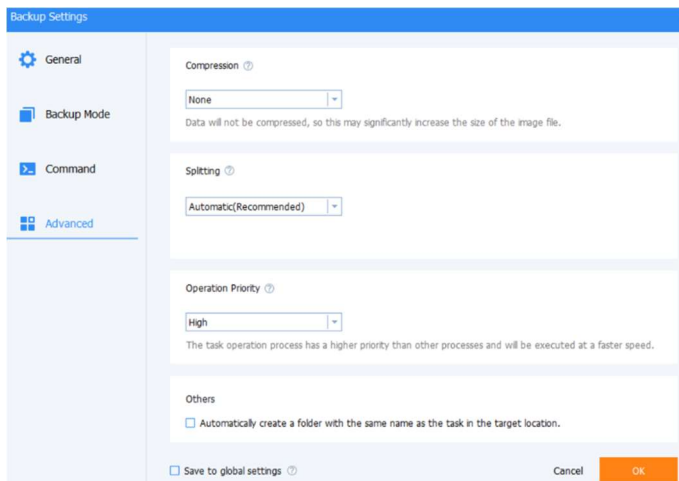 Backup Settings
General
Backup Mode
Command
Advanced
Compression
None
Data will not be compressed, so this may significantly increase the size of the image file.
Splitting
Automatic(Recommended)
Operation Priority
High
The task operation process has a higher priority than other processes and will be executed at a faster speed.
Others
Automatically create a folder with the same name as the task in the target location.
Save to global settings
Cancel
OK